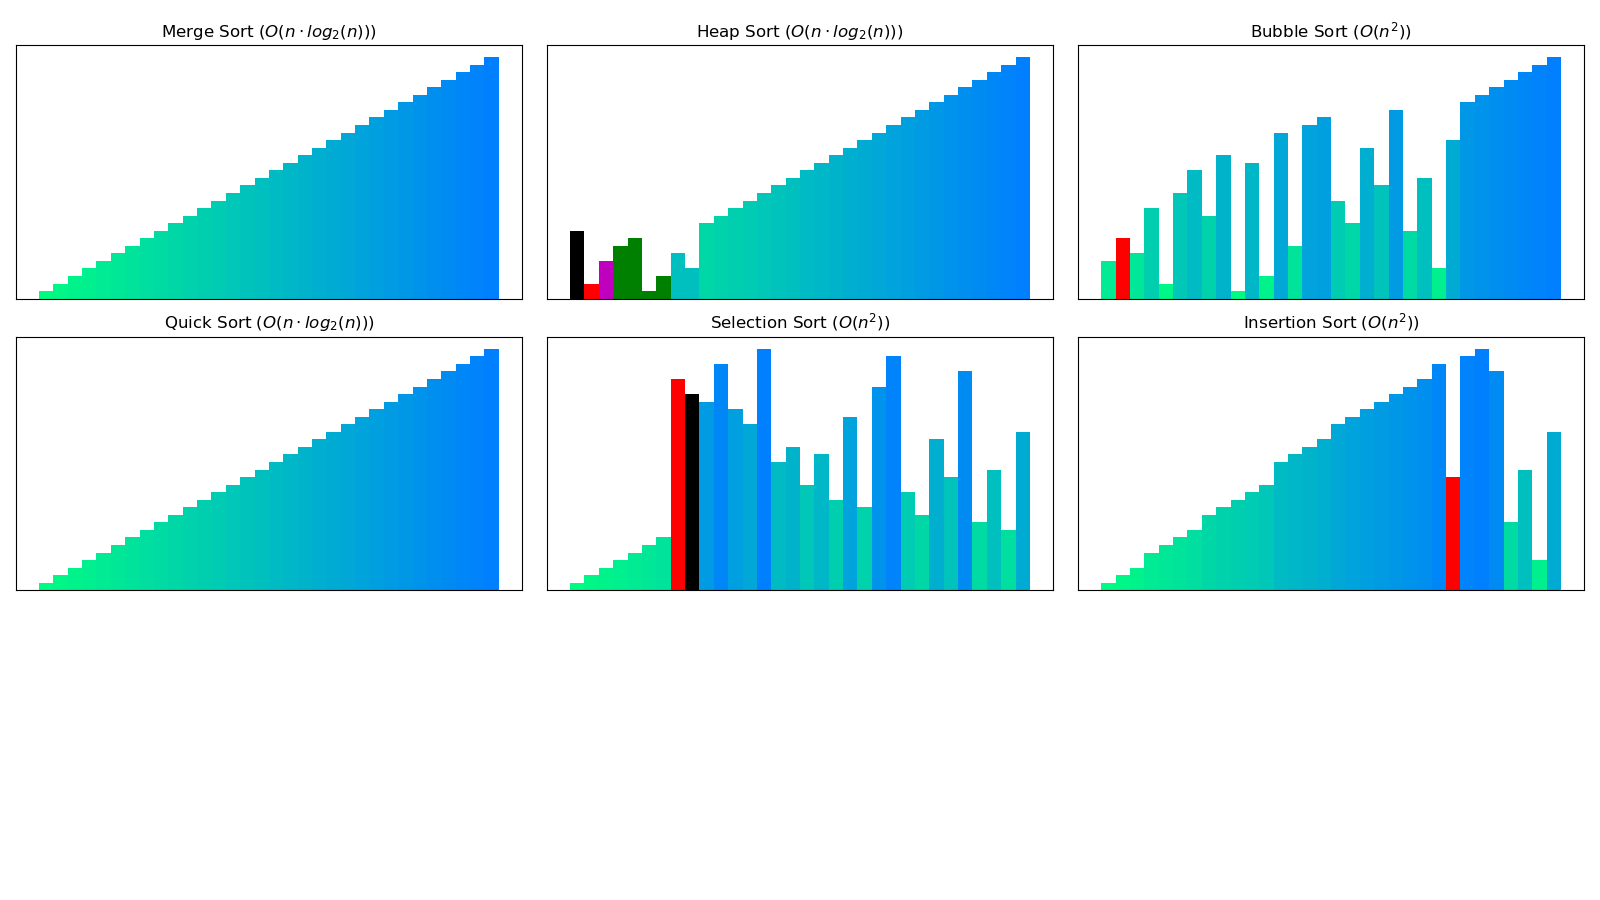 Merge Sort (O(n · log₂(n)))
Heap Sort (O(n · log₂(n)))
Bubble Sort (O(n²))
Quick Sort (O(n · log₂(n)))
Selection Sort (O(n²))
Insertion Sort (O(n²))